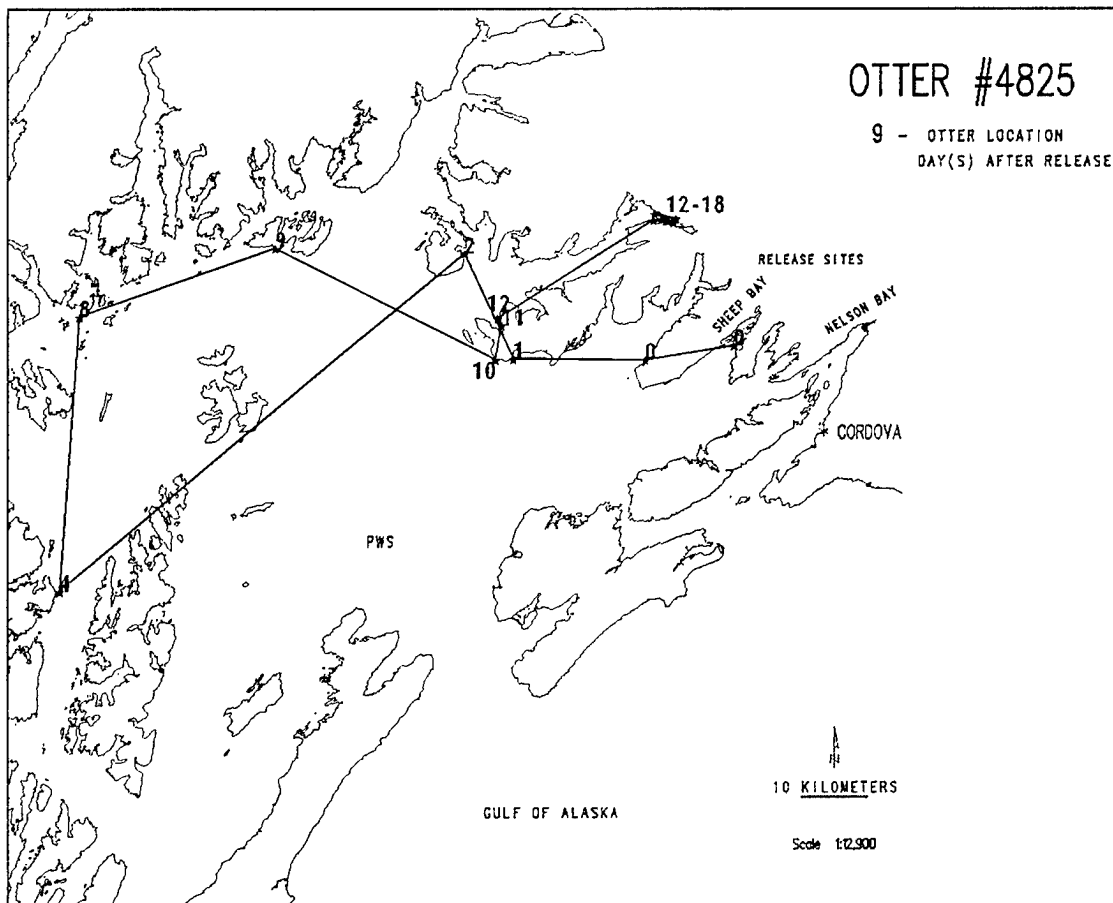 OTTER #4825
9 - OTTER LOCATION
DAY(S) AFTER RELEASE
12-18
2
9
RELEASE SITES
SHEEP BAY
NELSON BAY
8
12
11
0
10
1
0
CORDOVA
PWS
4
10 KILOMETERS
GULF OF ALASKA
Scale 1:12,900